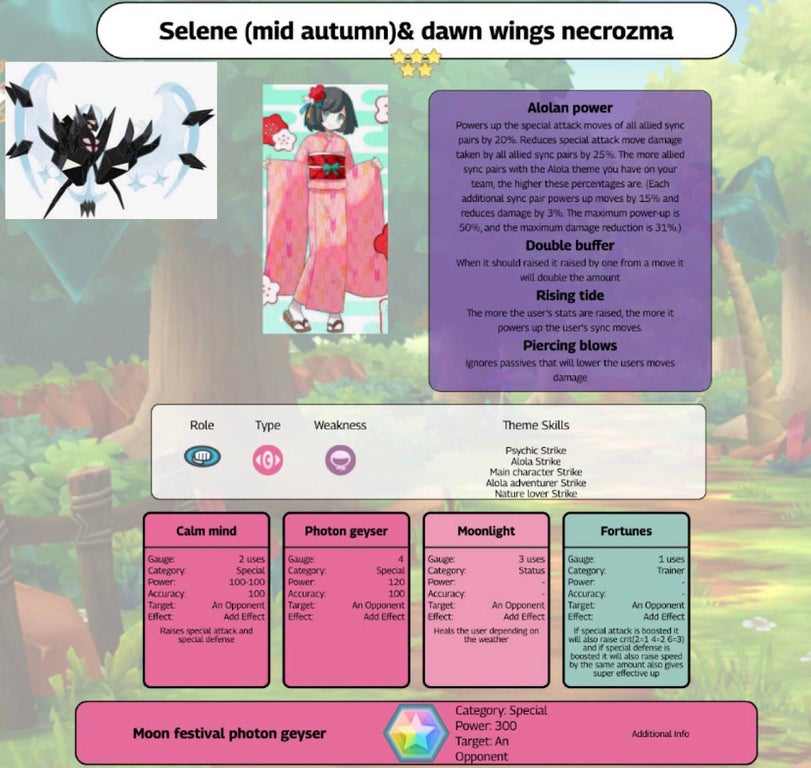 Selene (mid autumn)& dawn wings necrozma
Alolan power
Powers up the special attack moves of all allied sync
pairs by 20%. Reduces special attack move damage
taken by all allied sync pairs by 25%. The more allied
sync pairs with the Alola theme you have on your
team, the higher these percentages are. (Each
additional sync pair powers up moves by 15% and
reduces damage by 3%. The maximum power-up is
50%, and the maximum damage reduction is 31%.)
Double buffer
When it should raised it raised by one from a move it
will double the amount
Rising tide
The more the user's stats are raised, the more it
powers up the user's sync moves.
Piercing blows
Ignores passives that will lower the users moves
damage
Role Type Weakness Theme Skills
Psychic Strike
Alola Strike
Main character Strike
Alola adventurer Strike
Nature lover Strike
Calm mind
Gauge: 2 uses
Category: Special
Power: 100-100
Accuracy: 100
Target: An Opponent
Effect: Add Effect
Raises special attack and
special defense
Photon geyser
Gauge: 4
Category: Special
Power: 120
Accuracy: 100
Target: An Opponent
Effect: Add Effect
Moonlight
Gauge: 3 uses
Category: Status
Power: -
Accuracy: -
Target: An Opponent
Effect: Add Effect
Heals the user depending on
the weather
Fortunes
Gauge: 1 uses
Category: Trainer
Power: -
Accuracy: -
Target: An Opponent
Effect: Add Effect
If special attack is boosted it
will also raise crit(2=1 4=2 6=3)
and if special defense is
boosted it will also raise speed
by the same amount also gives
super effective up
Moon festival photon geyser
Category: Special
Power: 300
Target: An
Opponent
Additional Info